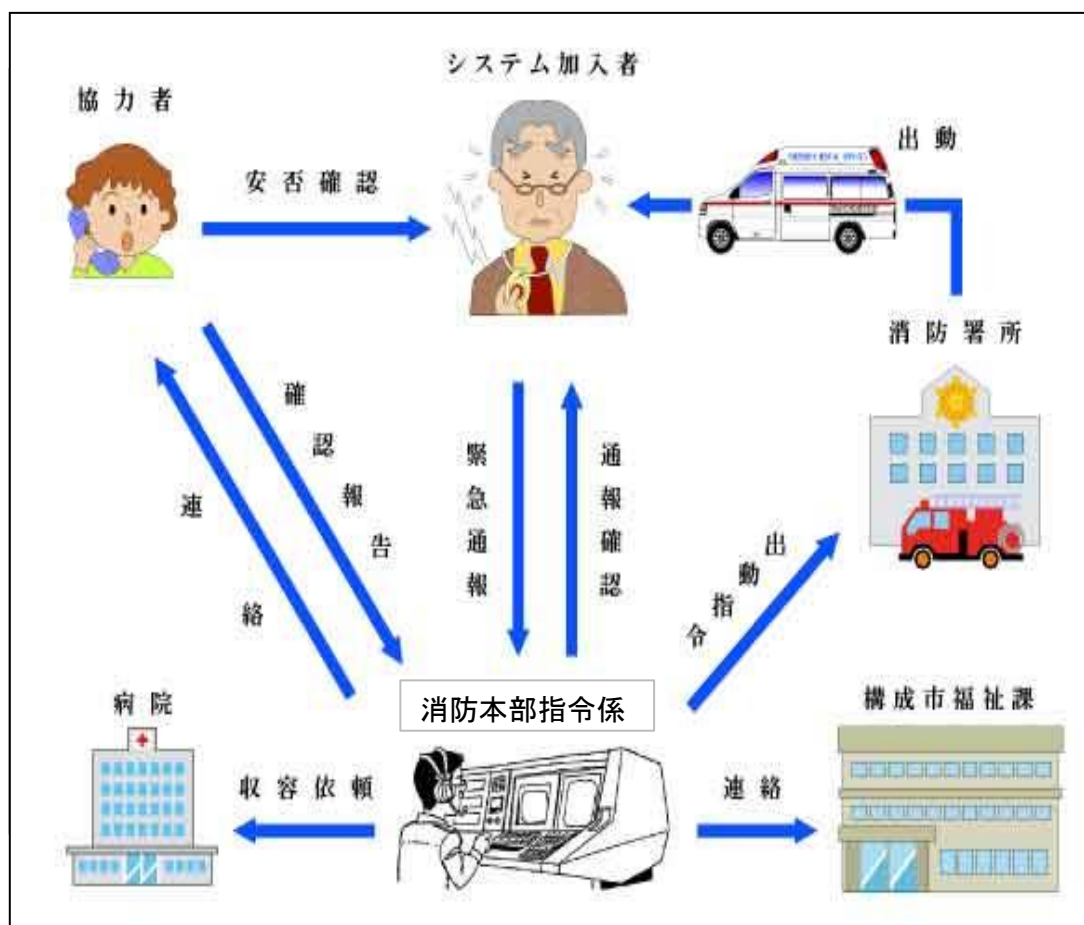 システム加入者
協力者
出動
安否確認
消防署所
確認報告
連絡
緊急通報
通報確認
出動指令
消防本部指令係
病院
構成市福祉課
収容依頼
連絡